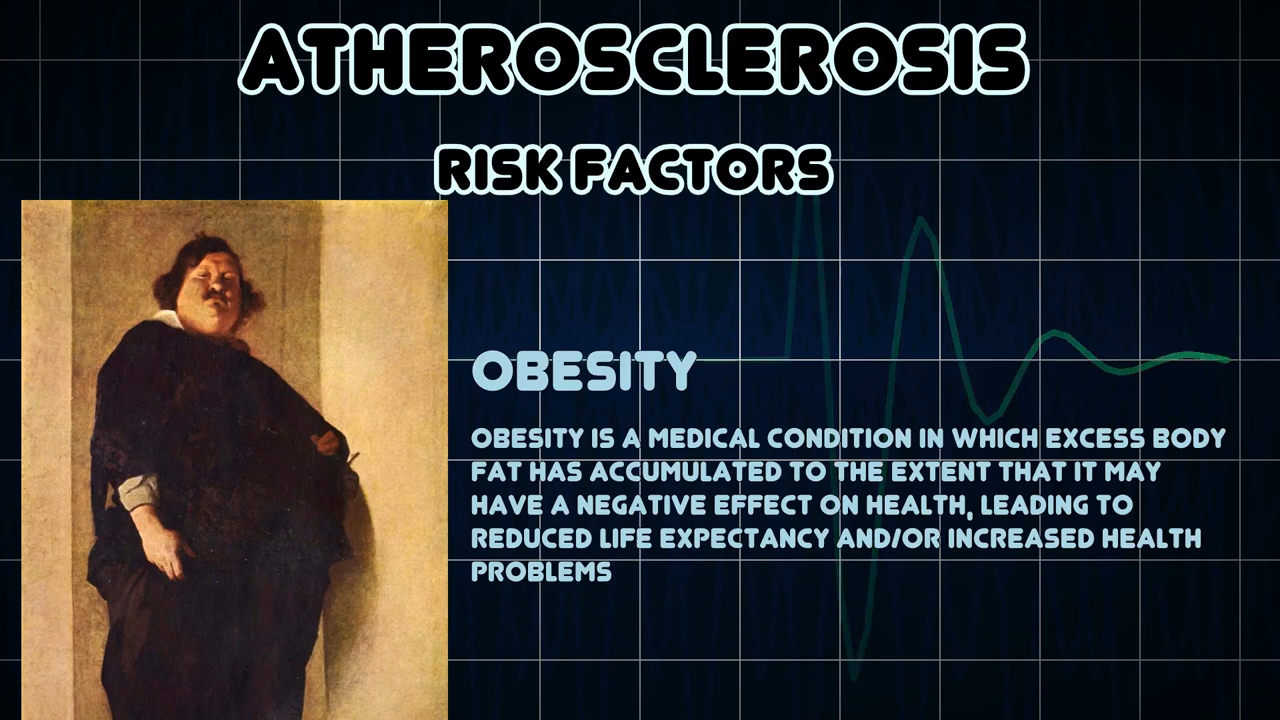 ATHEROSCLEROSIS
RISK FACTORS
OBESITY
OBESITY IS A MEDICAL CONDITION IN WHICH EXCESS BODY
FAT HAS ACCUMULATED TO THE EXTENT THAT IT MAY
HAVE A NEGATIVE EFFECT ON HEALTH, LEADING TO
REDUCED LIFE EXPECTANCY AND/OR INCREASED HEALTH
PROBLEMS